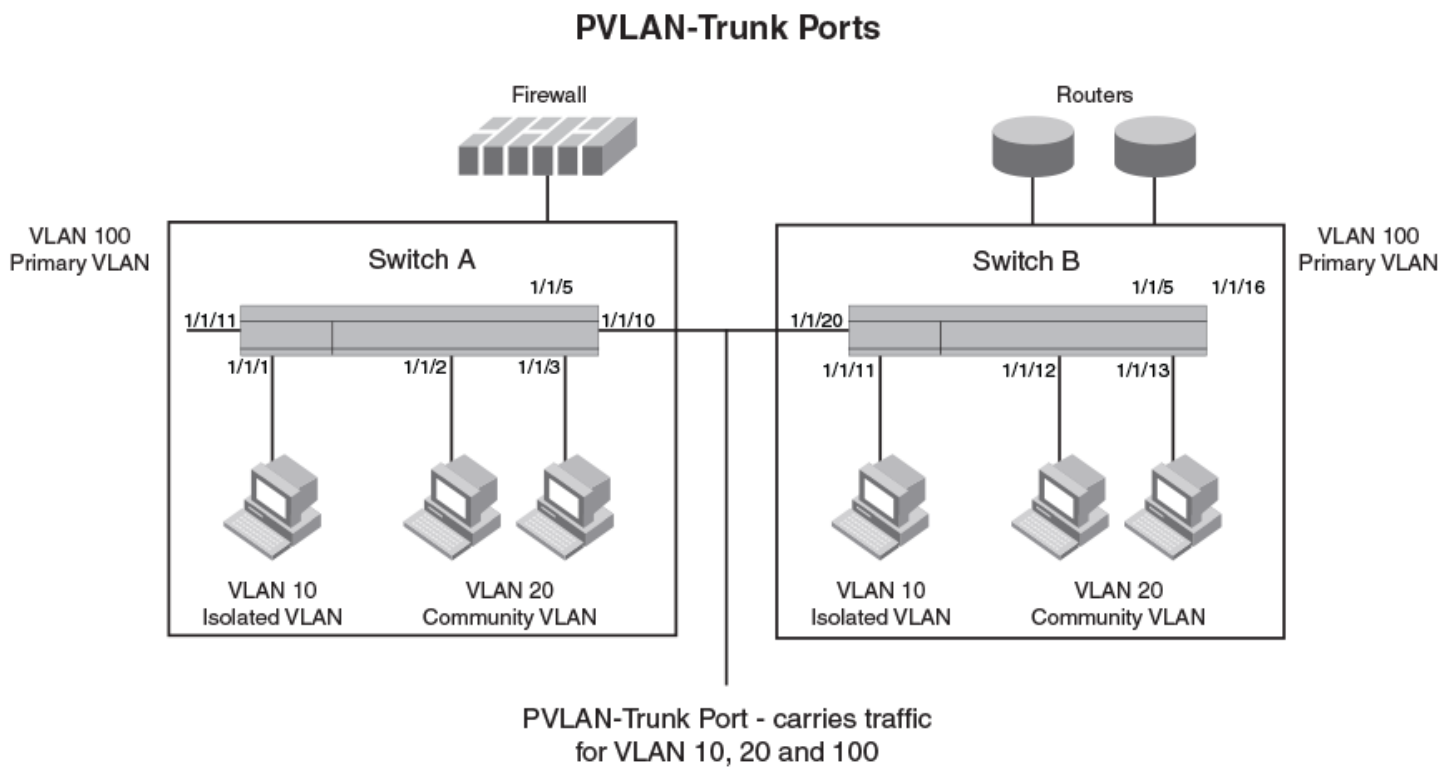 PVLAN-Trunk Ports
Firewall
Routers
VLAN 100
Primary VLAN
Switch A
1/1/5
1/1/11
1/1/10
1/1/1
1/1/2
1/1/3
VLAN 10
Isolated VLAN
VLAN 20
Community VLAN
VLAN 100
Primary VLAN
Switch B
1/1/5
1/1/16
1/1/20
1/1/11
1/1/12
1/1/13
VLAN 10
Isolated VLAN
VLAN 20
Community VLAN
PVLAN-Trunk Port - carries traffic
for VLAN 10, 20 and 100